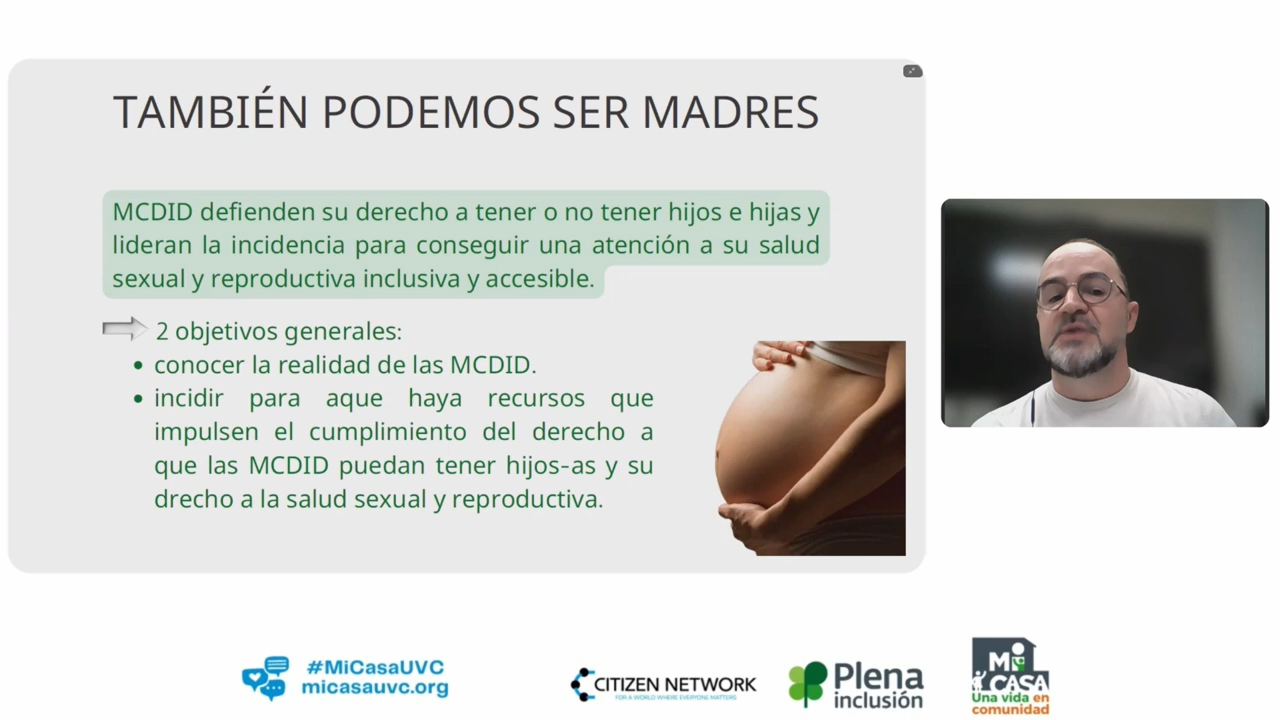 TAMBIÉN PODEMOS SER MADRES
MCDID defienden su derecho a tener o no tener hijos e hijas y
lideran la incidencia para conseguir una atención a su salud
sexual y reproductiva inclusiva y accesible.
2 objetivos generales:
conocer la realidad de las MCDID.
incidir para aque haya recursos que
impulsen el cumplimiento del derecho a
que las MCDID puedan tener hijos-as y su
drecho a la salud sexual y reproductiva.
#MiCasaUVC
micasauvc.org
CITIZEN NETWORK
FOR A WORLD WHERE EVERYONE MATTERS
Plena
inclusión
Mi
CASA
Una vida en
comunidad